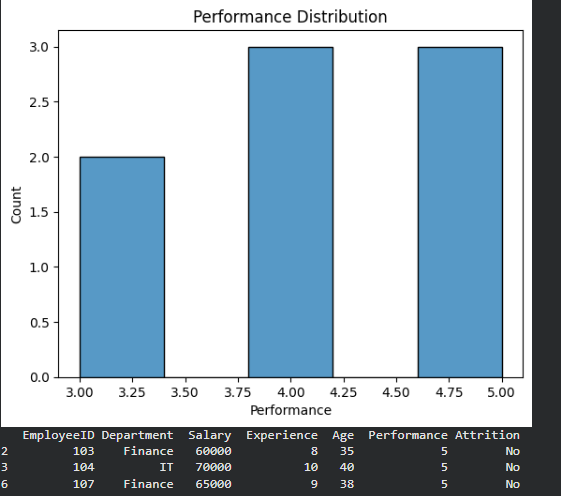 Performance Distribution
3.0
2.5
2.0
1.5
1.0
0.5
0.0
Count
3.00 3.25 3.50 3.75 4.00 4.25 4.50 4.75 5.00
Performance
EmployeeID Department Salary Experience Age Performance Attrition
2 103 Finance 60000 8 35 5 No
3 104 IT 70000 10 40 5 No
6 107 Finance 65000 9 38 5 No